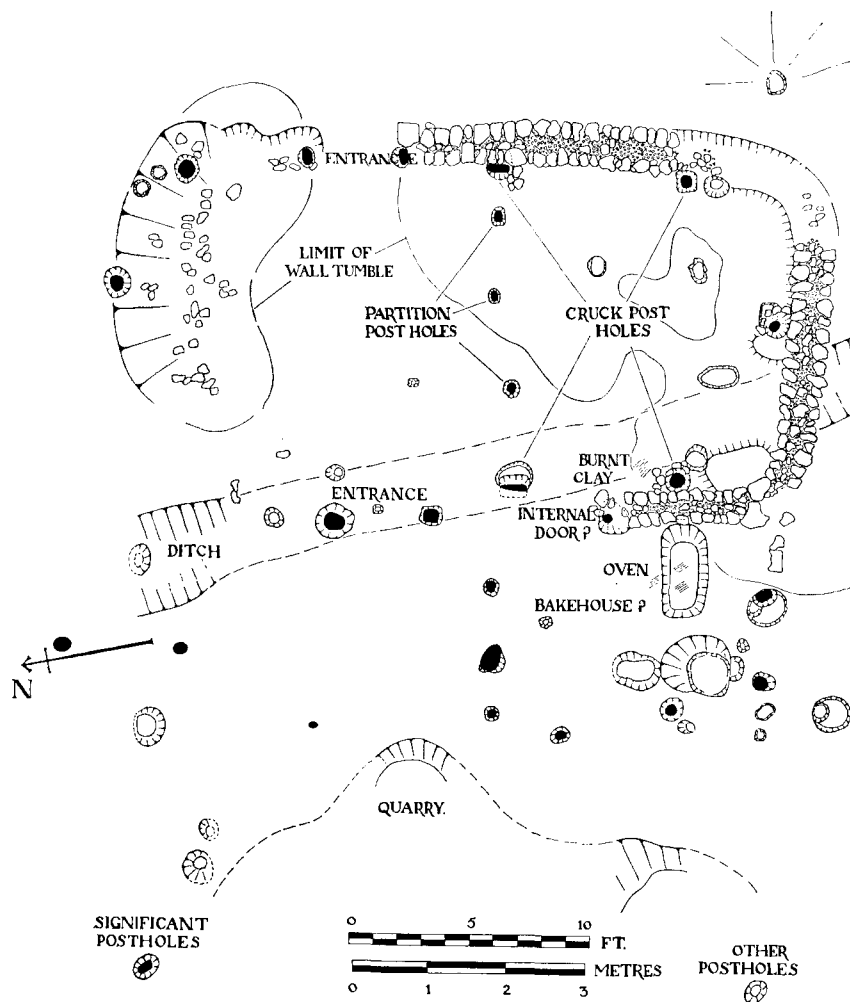 ENTRANCE
LIMIT OF
WALL TUMBLE
PARTITION
POST HOLES
CRUCK POST
HOLES
BURNT
CLAY
ENTRANCE
INTERNAL
DOOR ?
DITCH
OVEN
BAKEHOUSE ?
N
QUARRY.
SIGNIFICANT
POSTHOLES
0 5 10
FT.
METRES
0 1 2 3
OTHER
POSTHOLES